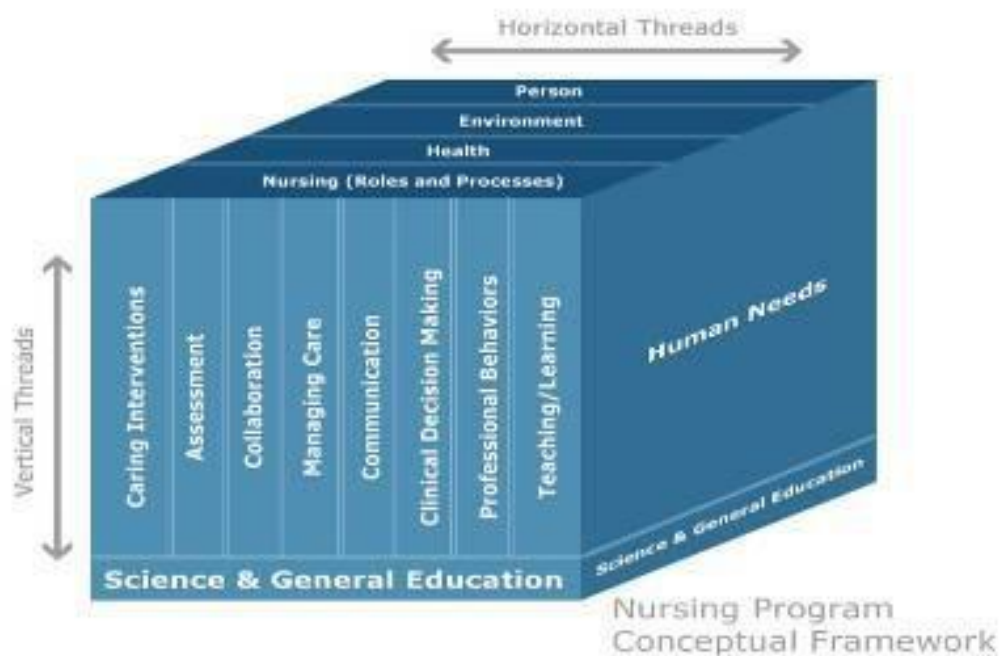 Horizontal Threads
Person
Environment
Health
Nursing (Roles and Processes)
Vertical Threads
Caring Interventions
Assessment
Collaboration
Managing Care
Communication
Clinical Decision Making
Professional Behaviors
Teaching/Learning
Human Needs
Science & General Education
Science & General Education
Nursing Program
Conceptual Framework